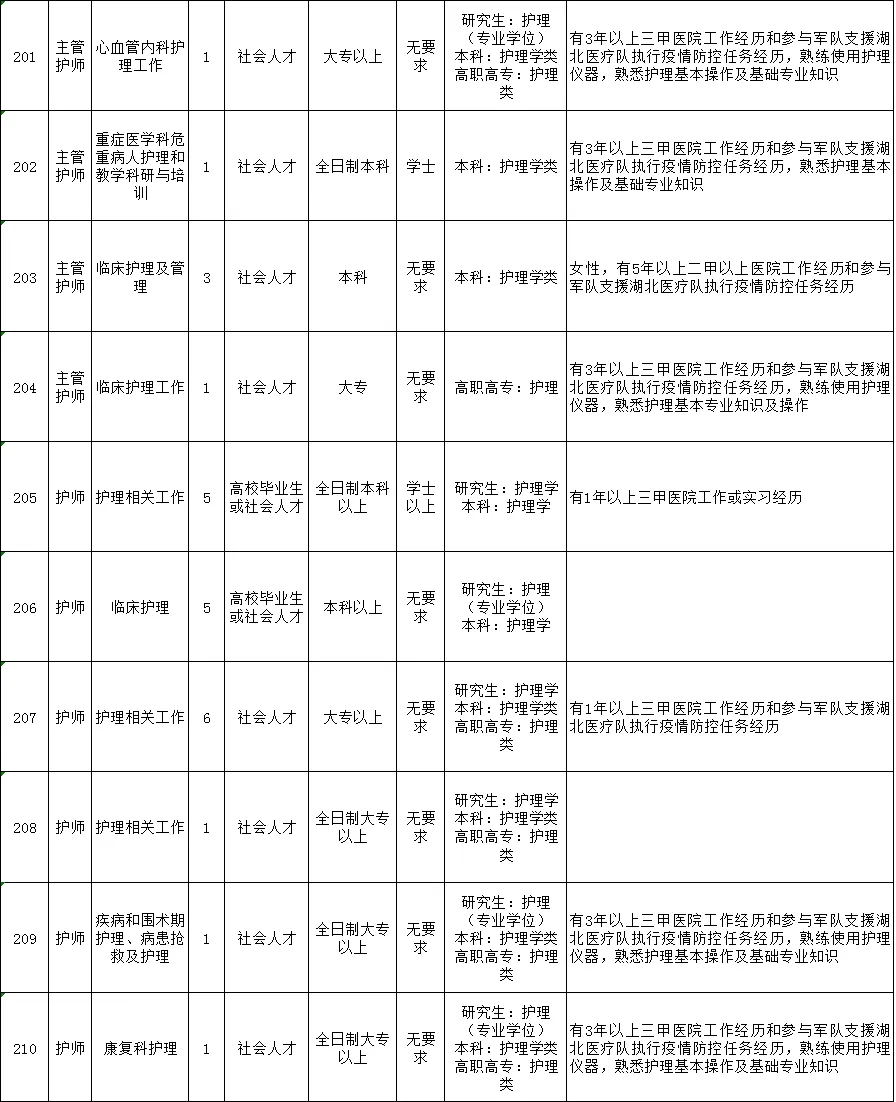 201
主管
护师
心血管内科护
理工作
1
社会人才
大专以上
无要
求
研究生：护理
（专业学位）
本科：护理学类
高职高专：护理
类
有3年以上三甲医院工作经历和参与军队支援湖
北医疗队执行疫情防控任务经历，熟练使用护理
仪器，熟悉护理基本操作及基础专业知识
202
主管
护师
重症医学科危
重病人护理和
教学科研与培
训
1
社会人才
全日制本科
学士
本科：护理学类
有3年以上三甲医院工作经历和参与军队支援湖
北医疗队执行疫情防控任务经历，熟悉护理基本
操作及基础专业知识
203
主管
护师
临床护理及管
理
3
社会人才
本科
无要
求
本科：护理学类
女性，有5年以上二甲以上医院工作经历和参与
军队支援湖北医疗队执行疫情防控任务经历
204
主管
护师
临床护理工作
1
社会人才
大专
无要
求
高职高专：护理
有3年以上三甲医院工作经历和参与军队支援湖
北医疗队执行疫情防控任务经历，熟练使用护理
仪器，熟悉护理基本专业知识及操作
205
护师
护理相关工作
5
高校毕业生
或社会人才
全日制本科
以上
学士
以上
研究生：护理学
本科：护理学
有1年以上三甲医院工作或实习经历
206
护师
临床护理
5
高校毕业生
或社会人才
本科以上
无要
求
研究生：护理
（专业学位）
本科：护理学
207
护师
护理相关工作
6
社会人才
大专以上
无要
求
研究生：护理学
本科：护理学类
高职高专：护理
类
有1年以上三甲医院工作经历和参与军队支援湖
北医疗队执行疫情防控任务经历
208
护师
护理相关工作
1
社会人才
全日制大专
以上
无要
求
研究生：护理学
本科：护理学类
高职高专：护理
类
209
护师
疾病和围术期
护理、病患抢
救及护理
1
社会人才
全日制大专
以上
无要
求
研究生：护理
（专业学位）
本科：护理学类
高职高专：护理
类
有3年以上三甲医院工作经历和参与军队支援湖
北医疗队执行疫情防控任务经历，熟练使用护理
仪器，熟悉护理基本操作及基础专业知识
210
护师
康复科护理
1
社会人才
全日制大专
以上
无要
求
研究生：护理
（专业学位）
本科：护理学类
高职高专：护理
类
有3年以上三甲医院工作经历和参与军队支援湖
北医疗队执行疫情防控任务经历，熟练使用护理
仪器，熟悉护理基本操作及基础专业知识